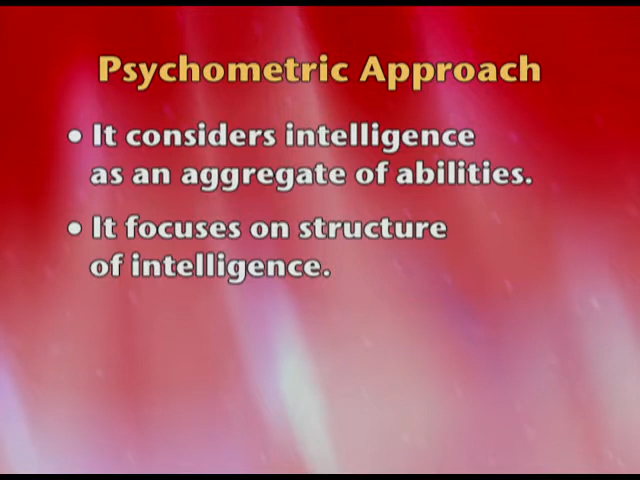 Psychometric Approach
• It considers intelligence
as an aggregate of abilities.
• It focuses on structure
of intelligence.